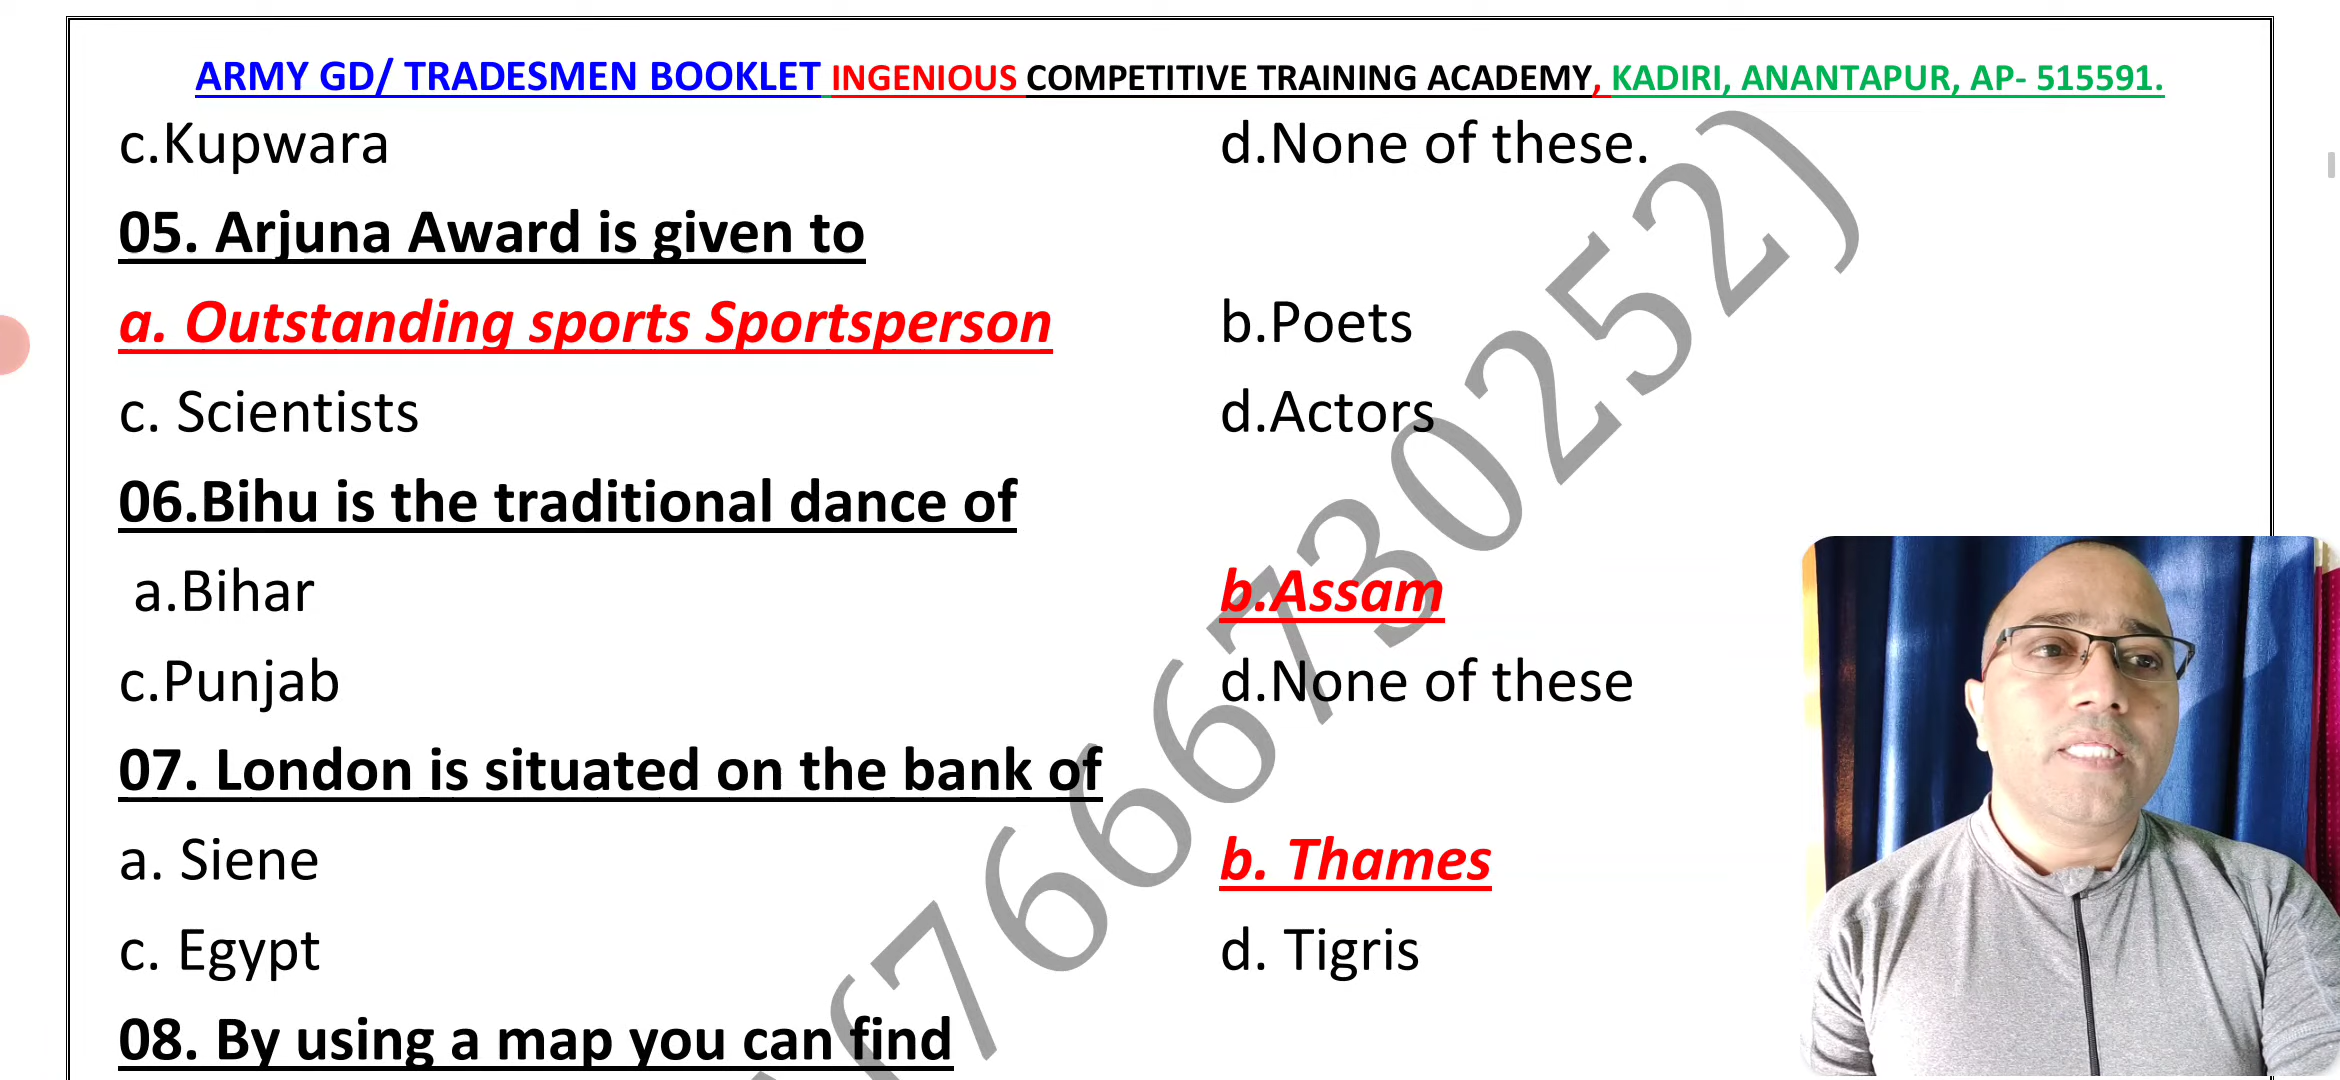 ARMY GD/ TRADESMEN BOOKLET INGENIOUS COMPETITIVE TRAINING ACADEMY, KADIRI, ANANTAPUR, AP- 515591.
c.Kupwara d.None of these.
05. Arjuna Award is given to
a. Outstanding sports Sportsperson b.Poets
c. Scientists d.Actors
06.Bihu is the traditional dance of
a.Bihar b.Assam
c.Punjab d.None of these
07. London is situated on the bank of
a. Siene b. Thames
c. Egypt d. Tigris
08. By using a map you can find
(7666730252)